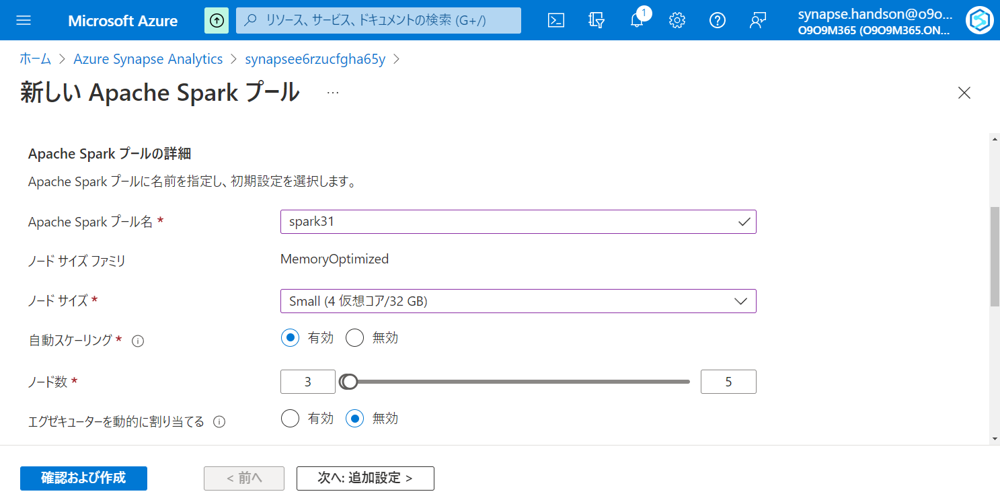 Microsoft Azure
リソース、サービス、ドキュメントの検索 (G+/)
1
synapse.handson@o9o...
O9O9M365 (O9O9M365.ON...
ホーム > Azure Synapse Analytics > synapsee6rzucfgha65y >
新しい Apache Spark プール ...
Apache Spark プールの詳細
Apache Spark プールに名前を指定し、初期設定を選択します。
Apache Spark プール名 *
spark31
ノード サイズ ファミリ
MemoryOptimized
ノード サイズ *
Small (4 仮想コア/32 GB)
自動スケーリング *
有効 無効
ノード数 *
3 5
エグゼキューターを動的に割り当てる
有効 無効
確認および作成
< 前へ
次へ: 追加設定 >